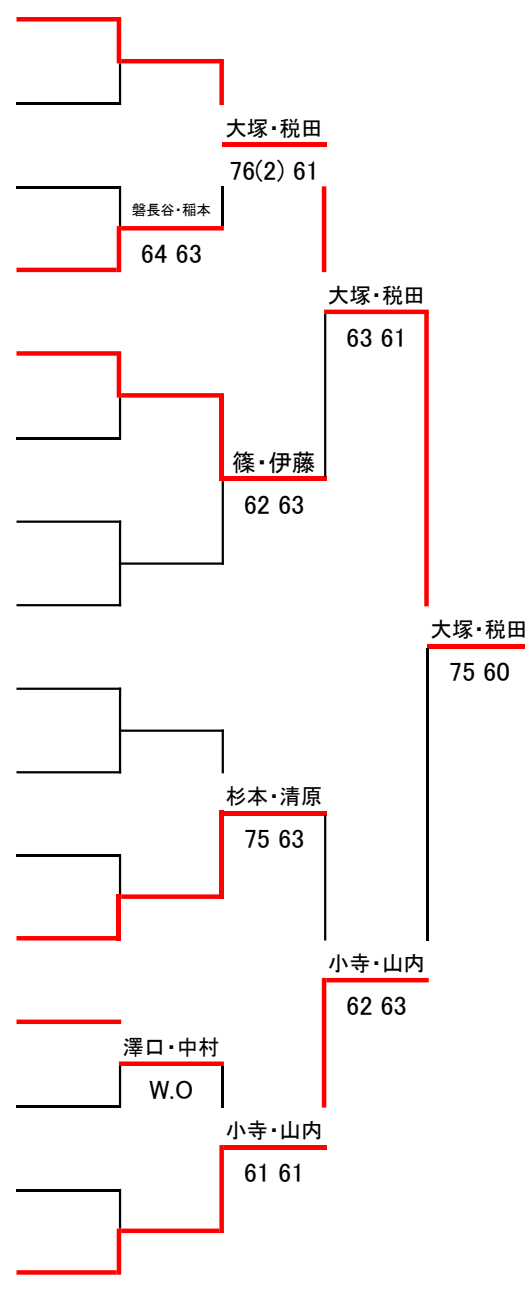 大塚・税田
76(2) 61
磐長谷・稲本
64 63
大塚・税田
63 61
篠・伊藤
62 63
大塚・税田
75 60
杉本・清原
75 63
小寺・山内
62 63
澤口・中村
W.O
小寺・山内
61 61